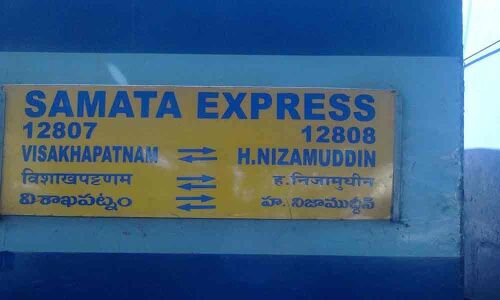 SAMATA EXPRESS
12807 12808
VISAKHAPATNAM ⇄ H.NIZAMUDDIN
विशाखपट्टणम ⇄ ह.निजामुधीन
విశాఖపట్నం ⇄ హ. నిజాముద్దీన్